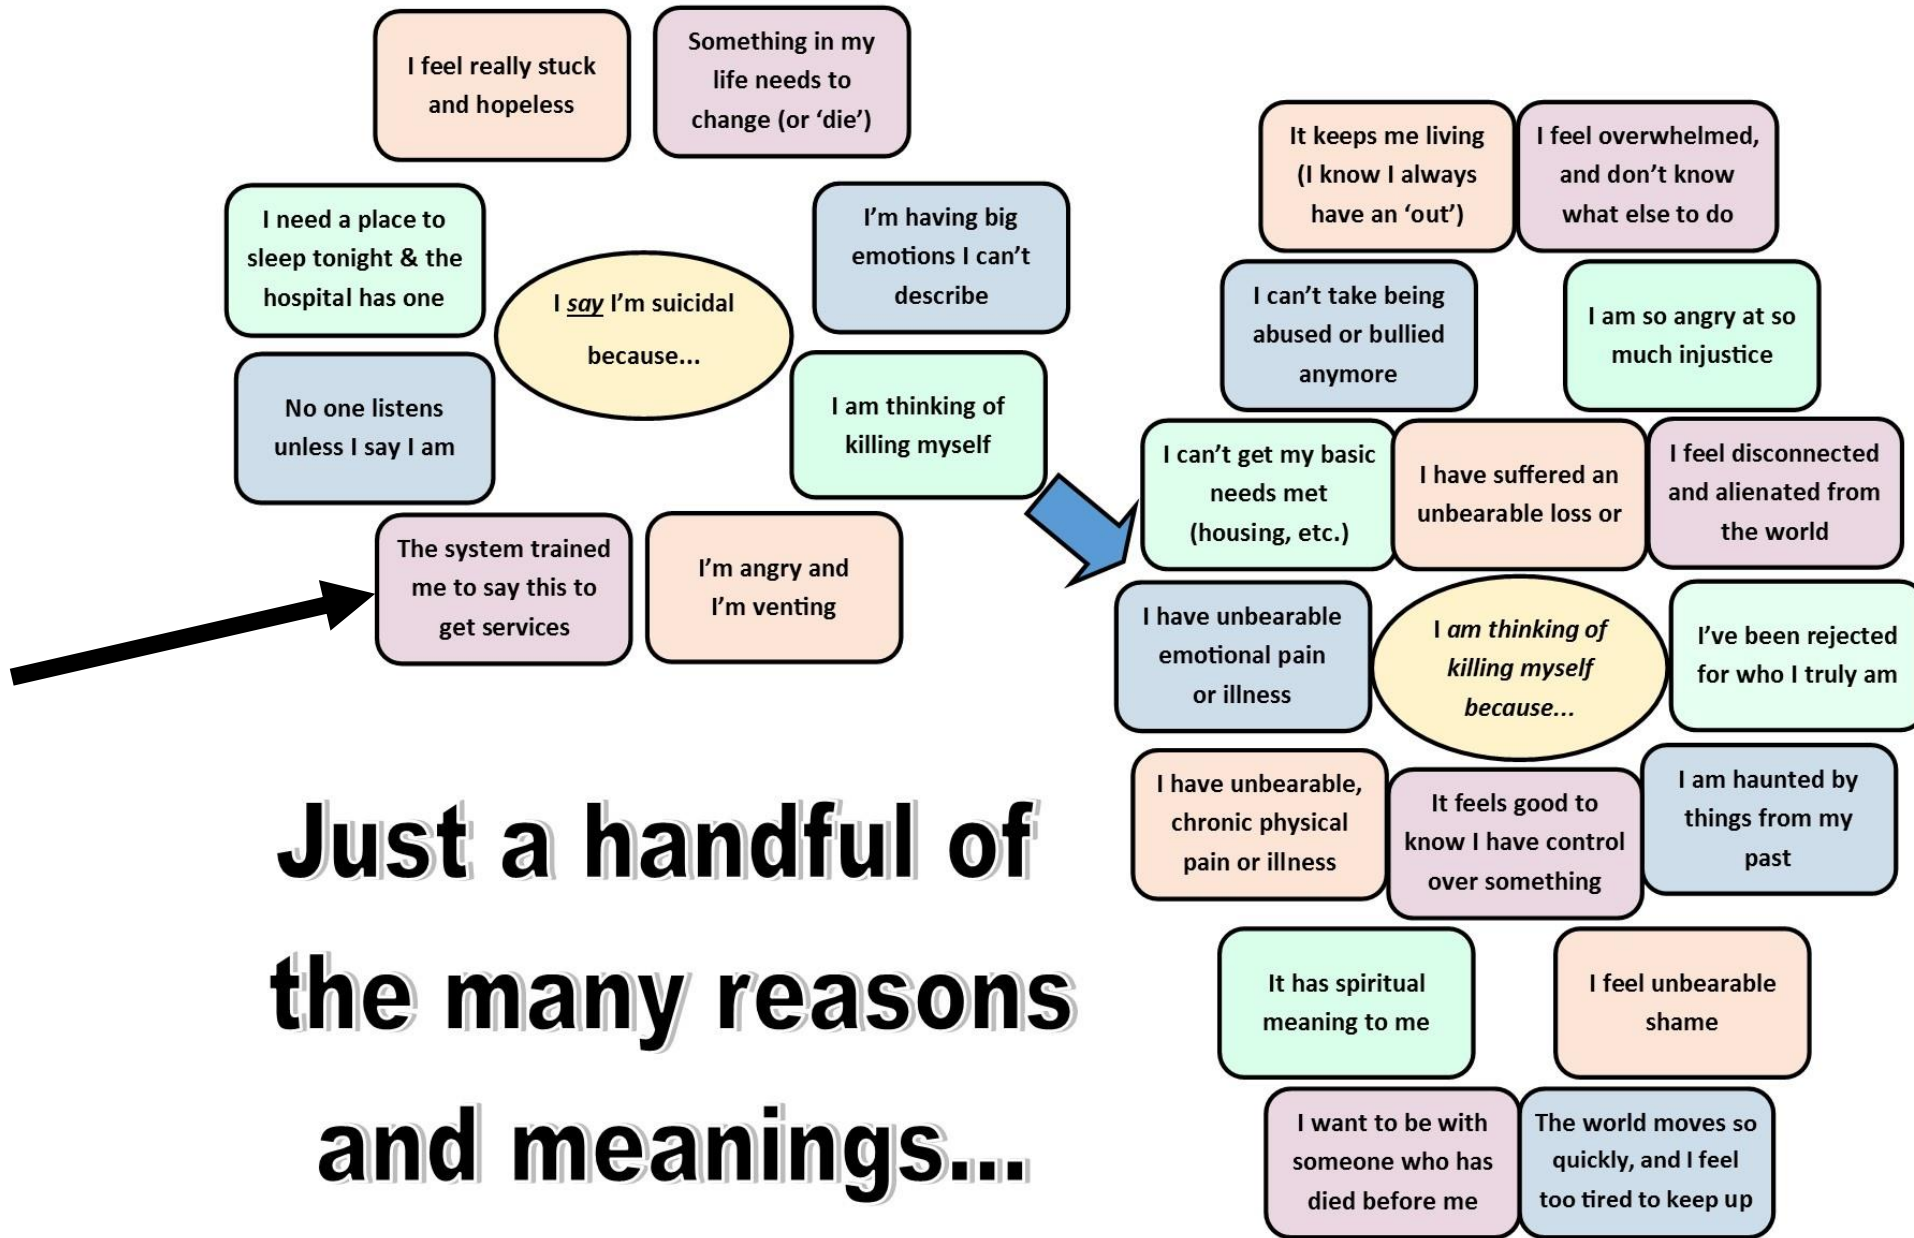 I feel really stuck
and hopeless
Something in my
life needs to
change (or ‘die’)
I need a place to
sleep tonight & the
hospital has one
I’m having big
emotions I can’t
describe
I say I’m suicidal
because...
No one listens
unless I say I am
I am thinking of
killing myself
The system trained
me to say this to
get services
I’m angry and
I’m venting
It keeps me living
(I know I always
have an ‘out’)
I feel overwhelmed,
and don’t know
what else to do
I can’t take being
abused or bullied
anymore
I am so angry at so
much injustice
I can’t get my basic
needs met
(housing, etc.)
I have suffered an
unbearable loss or
I feel disconnected
and alienated from
the world
I have unbearable
emotional pain
or illness
I am thinking of
killing myself
because...
I’ve been rejected
for who I truly am
I have unbearable,
chronic physical
pain or illness
It feels good to
know I have control
over something
I am haunted by
things from my
past
It has spiritual
meaning to me
I feel unbearable
shame
I want to be with
someone who has
died before me
The world moves so
quickly, and I feel
too tired to keep up
Just a handful of
the many reasons
and meanings...